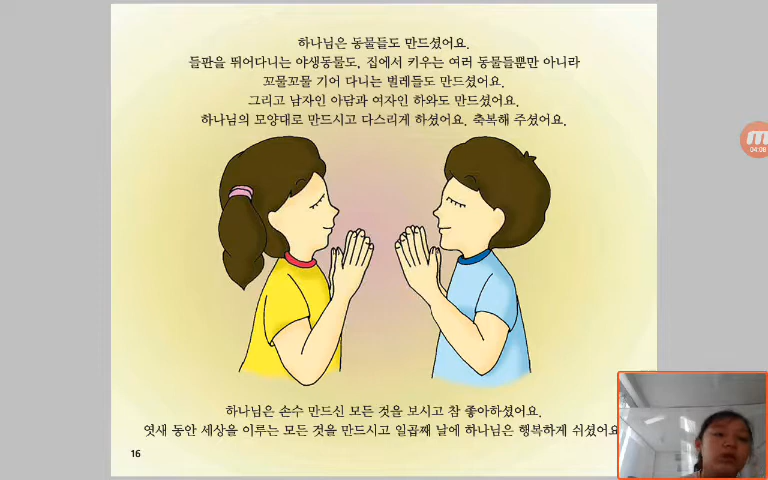 하나님은 동물들도 만드셨어요.
들판을 뛰어다니는 야생동물도, 집에서 키우는 여러 동물들뿐만 아니라
꼬물꼬물 기어 다니는 벌레들도 만드셨어요.
그리고 남자인 아담과 여자인 하와도 만드셨어요.
하나님의 모양대로 만드시고 다스리게 하셨어요. 축복해 주셨어요.
04:08
하나님은 손수 만드신 모든 것을 보시고 참 좋아하셨어요.
엿새 동안 세상을 이루는 모든 것을 만드시고 일곱째 날에 하나님은 행복하게 쉬셨어요
16